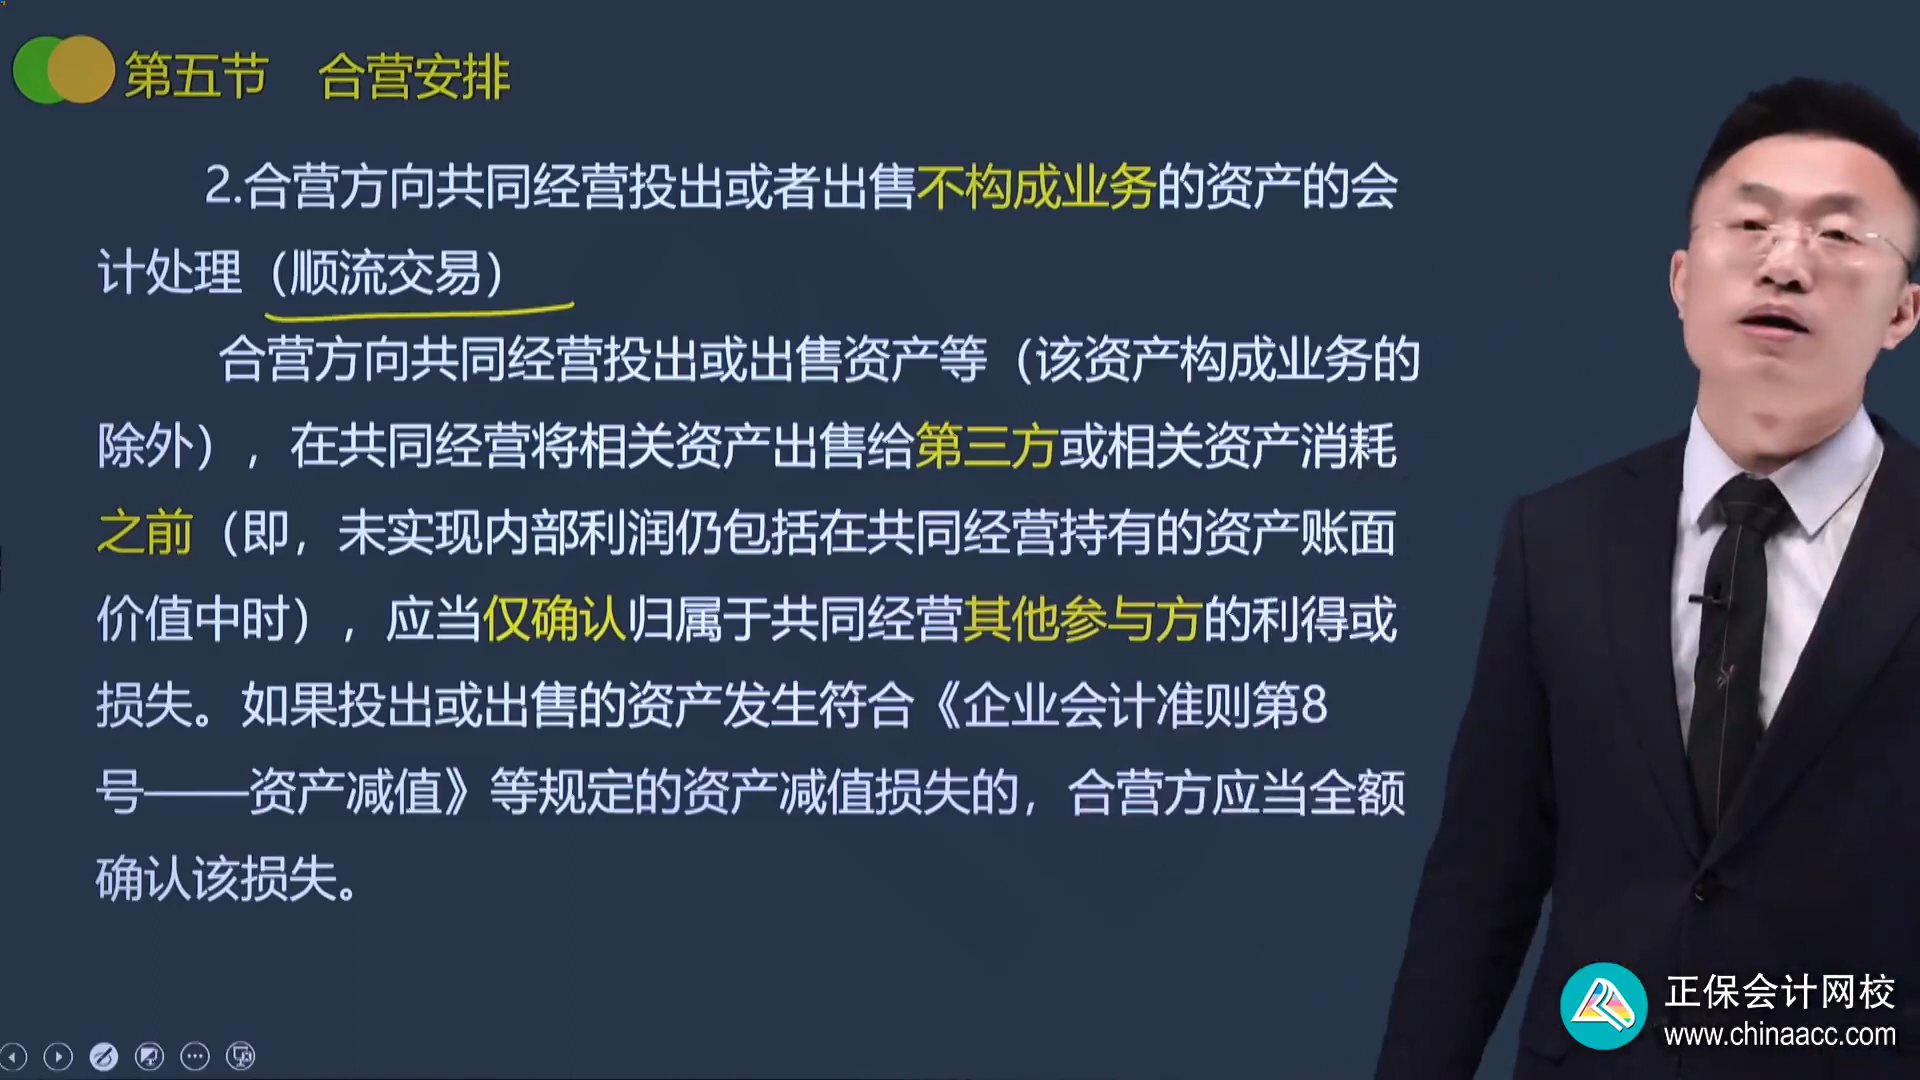 第五节 合营安排
2.合营方向共同经营投出或者出售不构成业务的资产的会
计处理（顺流交易）
合营方向共同经营投出或出售资产等（该资产构成业务的
除外），在共同经营将相关资产出售给第三方或相关资产消耗
之前（即，未实现内部利润仍包括在共同经营持有的资产账面
价值中时），应当仅确认归属于共同经营其他参与方的利得或
损失。如果投出或出售的资产发生符合《企业会计准则第8
号——资产减值》等规定的资产减值损失的，合营方应当全额
确认该损失。
正保会计网校
www.chinaacc.com